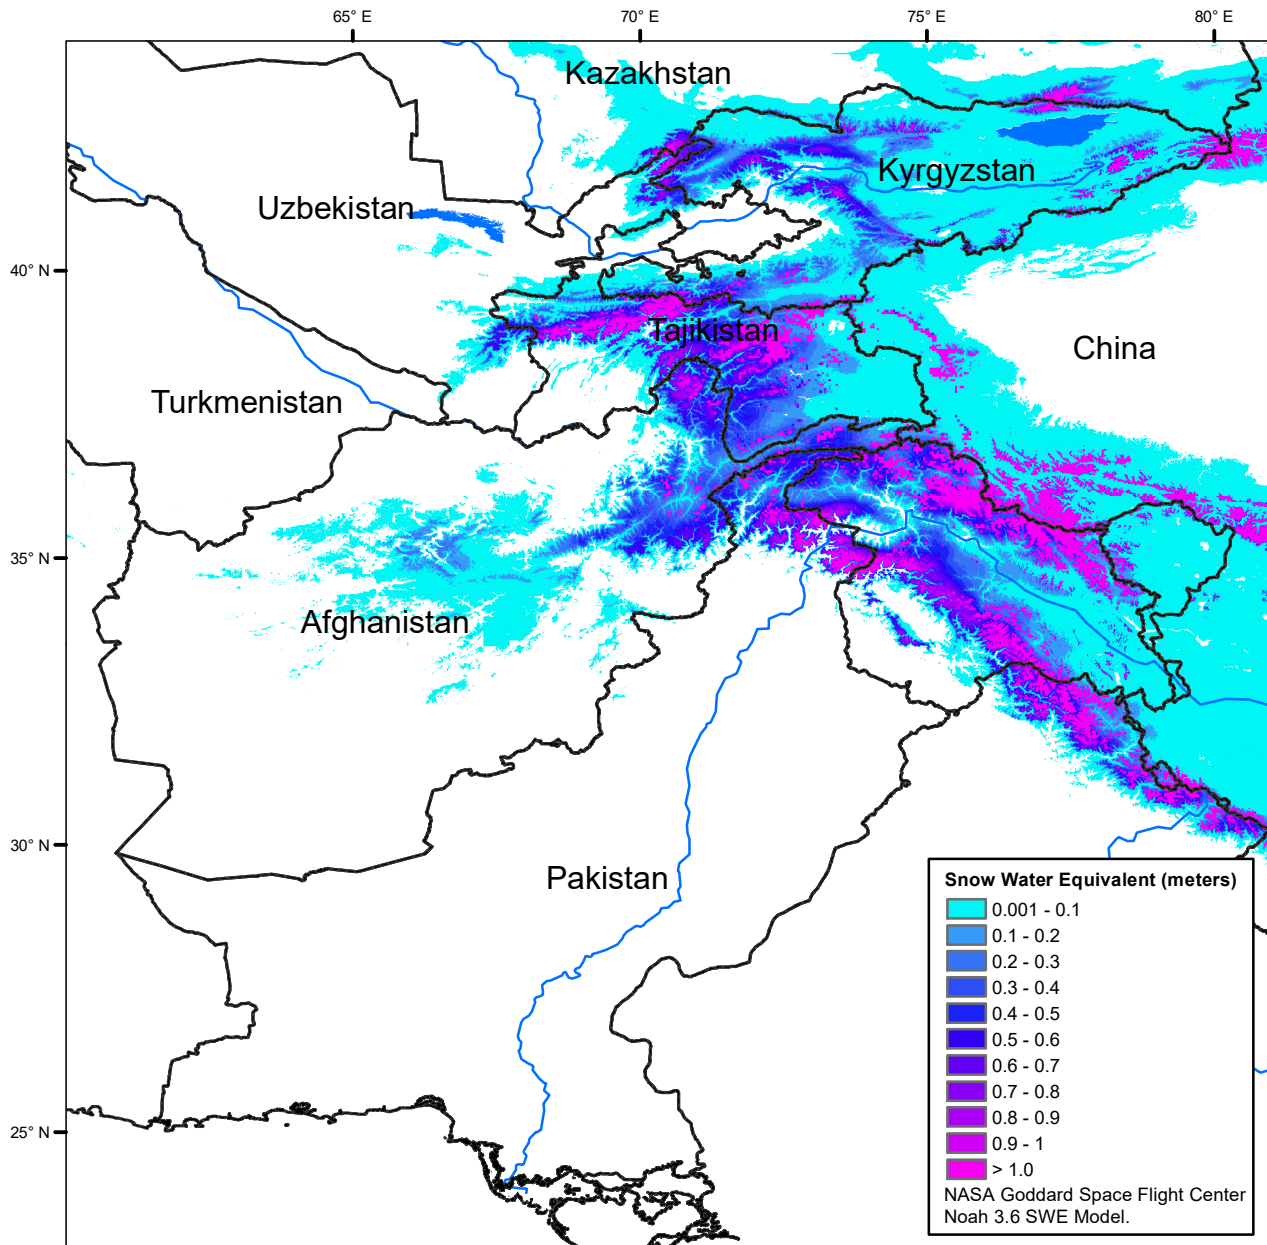 65° E
70° E
75° E
80° E
Kazakhstan
Kyrgyzstan
Uzbekistan
40° N
Tajikistan
China
Turkmenistan
35° N
Afghanistan
30° N
Pakistan
25° N
Snow Water Equivalent (meters)
0.001 - 0.1
0.1 - 0.2
0.2 - 0.3
0.3 - 0.4
0.4 - 0.5
0.5 - 0.6
0.6 - 0.7
0.7 - 0.8
0.8 - 0.9
0.9 - 1
> 1.0
NASA Goddard Space Flight Center
Noah 3.6 SWE Model.